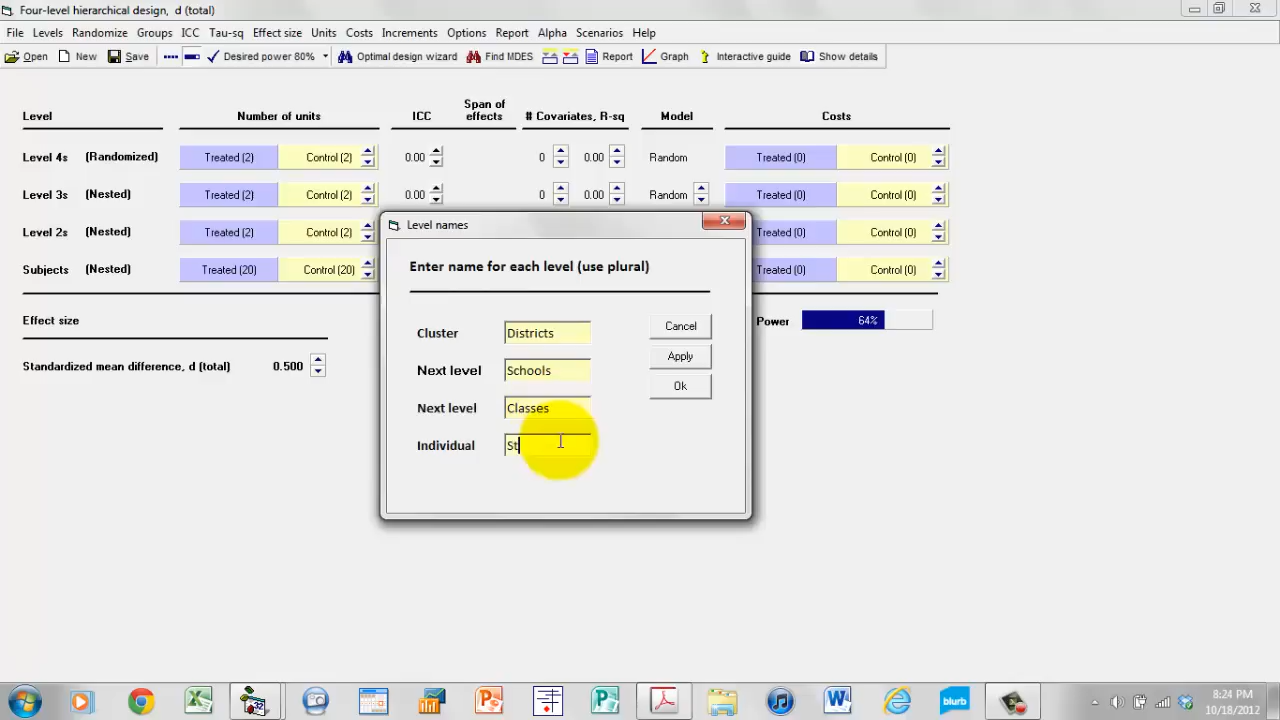 Four-level hierarchical design, d (total)
File Levels Randomize Groups ICC Tau-sq Effect size Units Costs Increments Options Report Alpha Scenarios Help
Open New Save Desired power 80% Optimal design wizard Find MDES Report Graph Interactive guide Show details
Level Number of units ICC Span of effects # Covariates, R-sq Model Costs
Level 4s (Randomized) Treated (2) Control (2) 0.00 0 0.00 Random Treated (0) Control (0)
Level 3s (Nested) Treated (2) Control (2) 0.00 0 0.00 Random Treated (0) Control (0)
Level 2s (Nested) Treated (2) Control (2) Treated (0) Control (0)
Subjects (Nested) Treated (20) Control (20) Treated (0) Control (0)
Level names
Enter name for each level (use plural)
Cluster Districts Cancel
Next level Schools Apply
Next level Classes Ok
Individual St
Effect size Power 64%
Standardized mean difference, d (total) 0.500
blurb
8:24 PM
10/18/2012